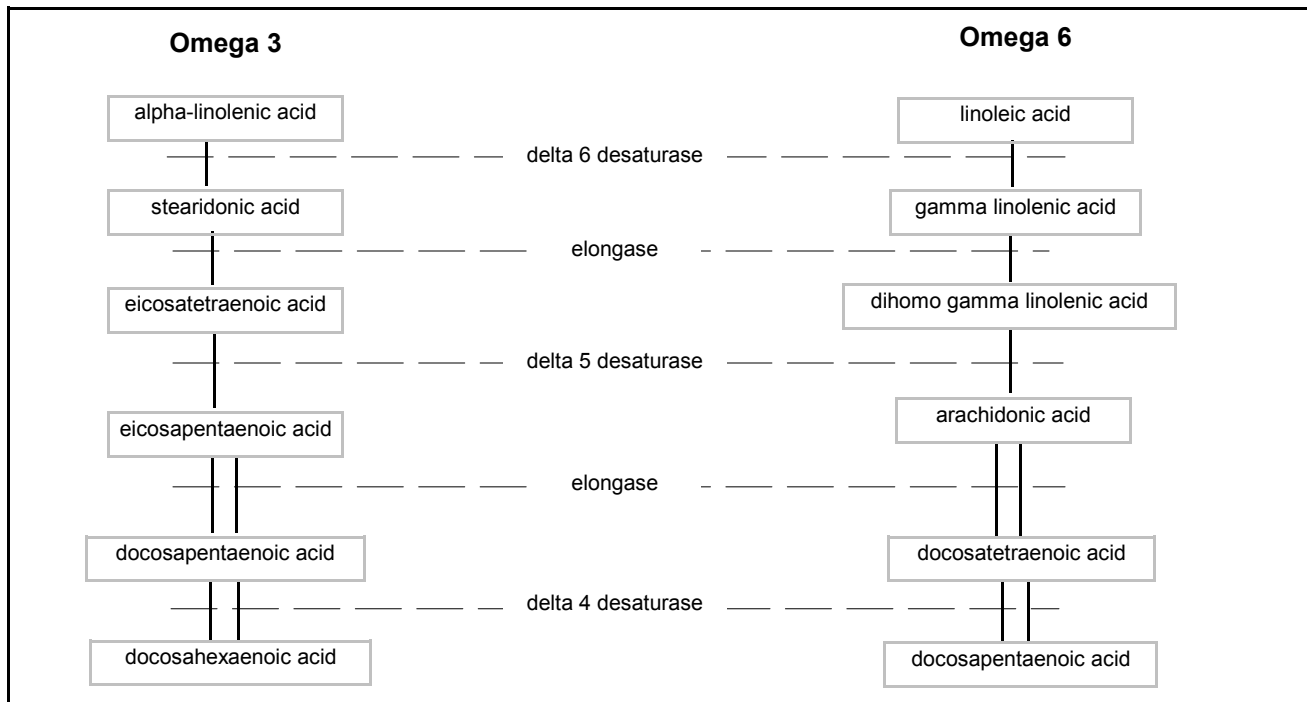 Omega 3
Omega 6
alpha-linolenic acid
linoleic acid
delta 6 desaturase
stearidonic acid
gamma linolenic acid
elongase
eicosatetraenoic acid
dihomo gamma linolenic acid
delta 5 desaturase
eicosapentaenoic acid
arachidonic acid
elongase
docosapentaenoic acid
docosatetraenoic acid
delta 4 desaturase
docosahexaenoic acid
docosapentaenoic acid